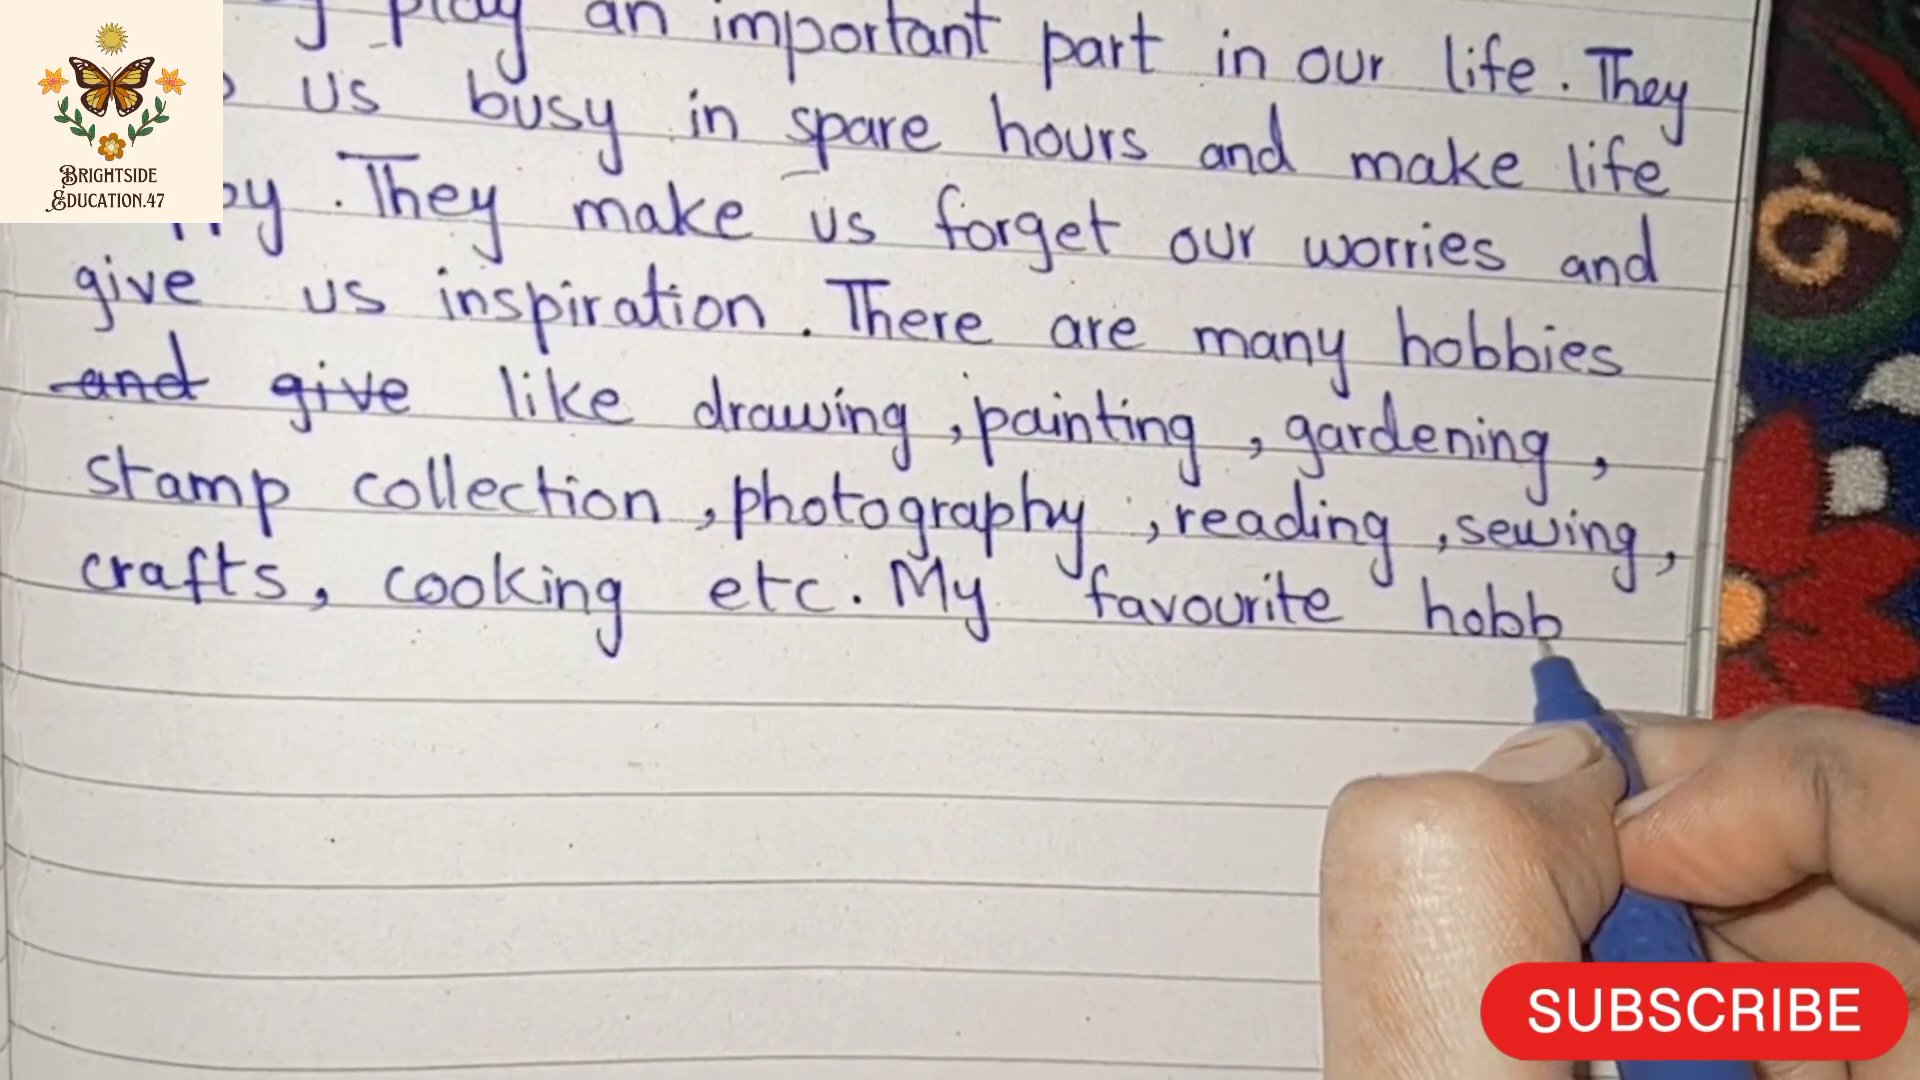 play an important part in our life. They
us busy in spare hours and make life
. They make us forget our worries and
give us inspiration. There are many hobbies
and give like drawing, painting, gardening,
stamp collection, photography, reading, sewing,
crafts, cooking etc. My favourite hobb
BRIGHTSIDE
EDUCATION.47
SUBSCRIBE